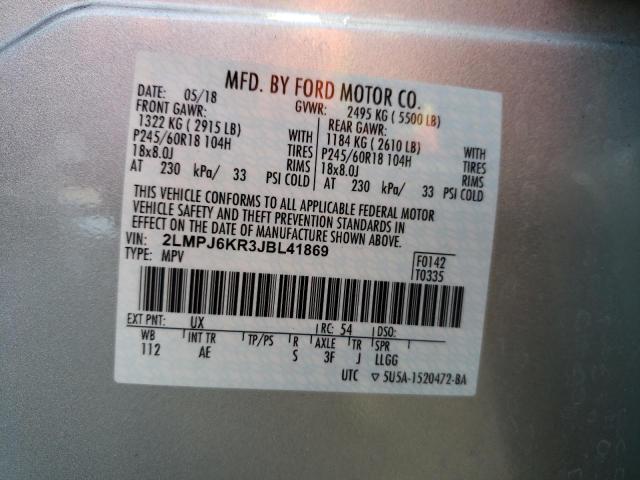 MFD. BY FORD MOTOR CO.
DATE: 05/18 GVWR: 2495 KG ( 5500 LB)
FRONT GAWR: REAR GAWR:
1322 KG ( 2915 LB) 1184 KG ( 2610 LB)
P245/60R18 104H WITH TIRES P245/60R18 104H WITH TIRES
18x8.0J RIMS 18x8.0J RIMS
AT 230 kPa/ 33 PSI COLD AT 230 kPa/ 33 PSI COLD
THIS VEHICLE CONFORMS TO ALL APPLICABLE FEDERAL MOTOR
VEHICLE SAFETY AND THEFT PREVENTION STANDARDS IN
EFFECT ON THE DATE OF MANUFACTURE SHOWN ABOVE.
VIN: 2LMPJ6KR3JBL41869
TYPE: MPV
F0142
T0335
EXT PNT: UX RC: 54 DSO:
WB INT TR TP/PS R AXLE TR SPR
112 AE S 3F J LLGG
UTC ▽ 5U5A-1520472-BA